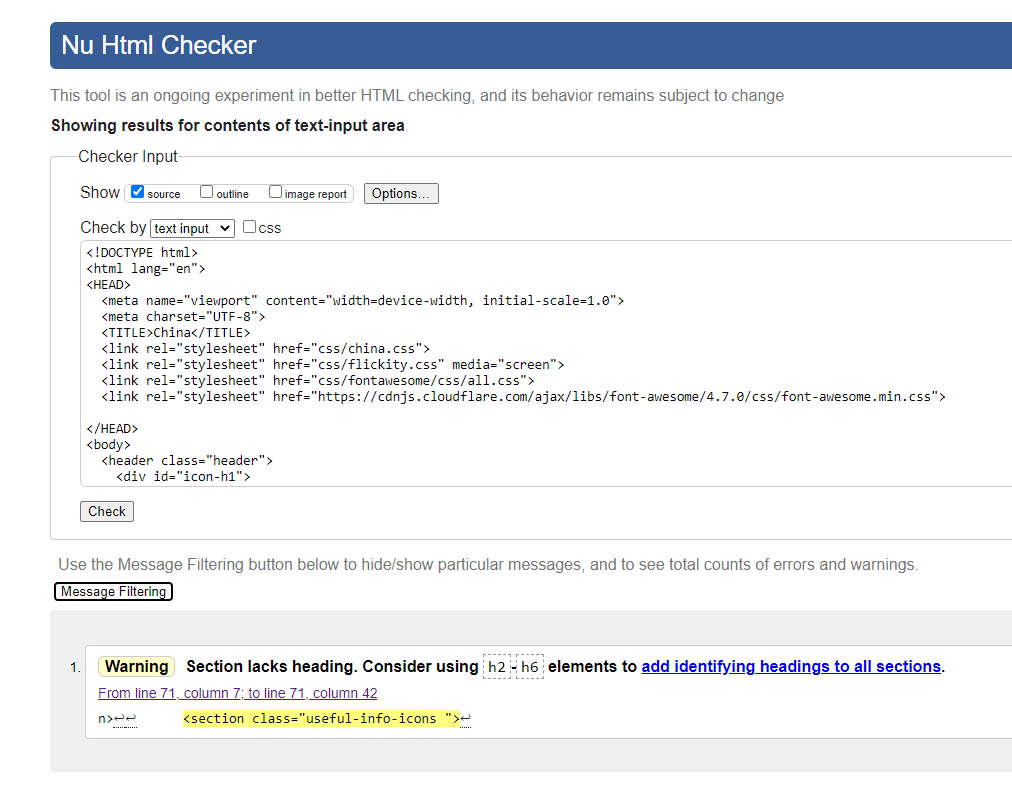 Nu Html Checker
This tool is an ongoing experiment in better HTML checking, and its behavior remains subject to change
Showing results for contents of text-input area
Checker Input
Show source outline image report Options...
Check by text input css
<!DOCTYPE html>
<html lang="en">
<HEAD>
  <meta name="viewport" content="width=device-width, initial-scale=1.0">
  <meta charset="UTF-8">
  <TITLE>China</TITLE>
  <link rel="stylesheet" href="css/china.css">
  <link rel="stylesheet" href="css/flickity.css" media="screen">
  <link rel="stylesheet" href="css/fontawesome/css/all.css">
  <link rel="stylesheet" href="https://cdnjs.cloudflare.com/ajax/libs/font-awesome/4.7.0/css/font-awesome.min.css">
</HEAD>
<body>
  <header class="header">
    <div id="icon-h1">
Check
Use the Message Filtering button below to hide/show particular messages, and to see total counts of errors and warnings.
Message Filtering
1. Warning Section lacks heading. Consider using h2-h6 elements to add identifying headings to all sections.
From line 71, column 7; to line 71, column 42
n>↩↩      <section class="useful-info-icons ">↩